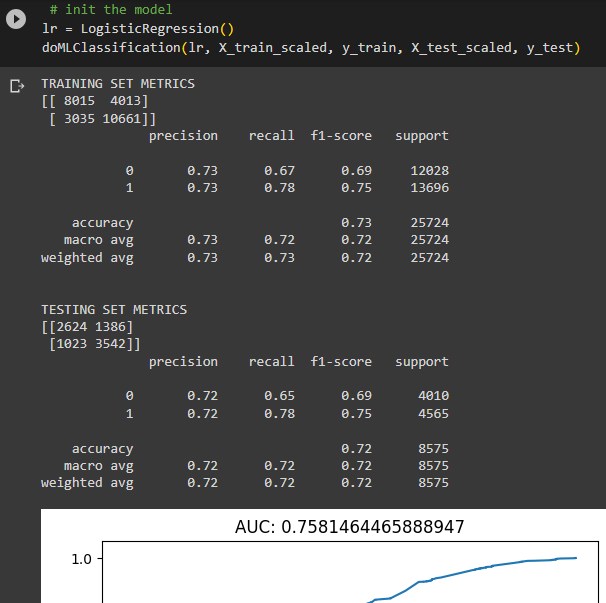 # init the model
lr = LogisticRegression()
doMLClassification(lr, X_train_scaled, y_train, X_test_scaled, y_test)
TRAINING SET METRICS
[[ 8015  4013]
 [ 3035 10661]]
              precision    recall  f1-score   support
           0       0.73      0.67      0.69     12028
           1       0.73      0.78      0.75     13696
    accuracy                           0.73     25724
   macro avg       0.73      0.72      0.72     25724
weighted avg       0.73      0.73      0.72     25724
TESTING SET METRICS
[[2624 1386]
 [1023 3542]]
              precision    recall  f1-score   support
           0       0.72      0.65      0.69      4010
           1       0.72      0.78      0.75      4565
    accuracy                           0.72      8575
   macro avg       0.72      0.72      0.72      8575
weighted avg       0.72      0.72      0.72      8575
AUC: 0.7581464465888947
1.0